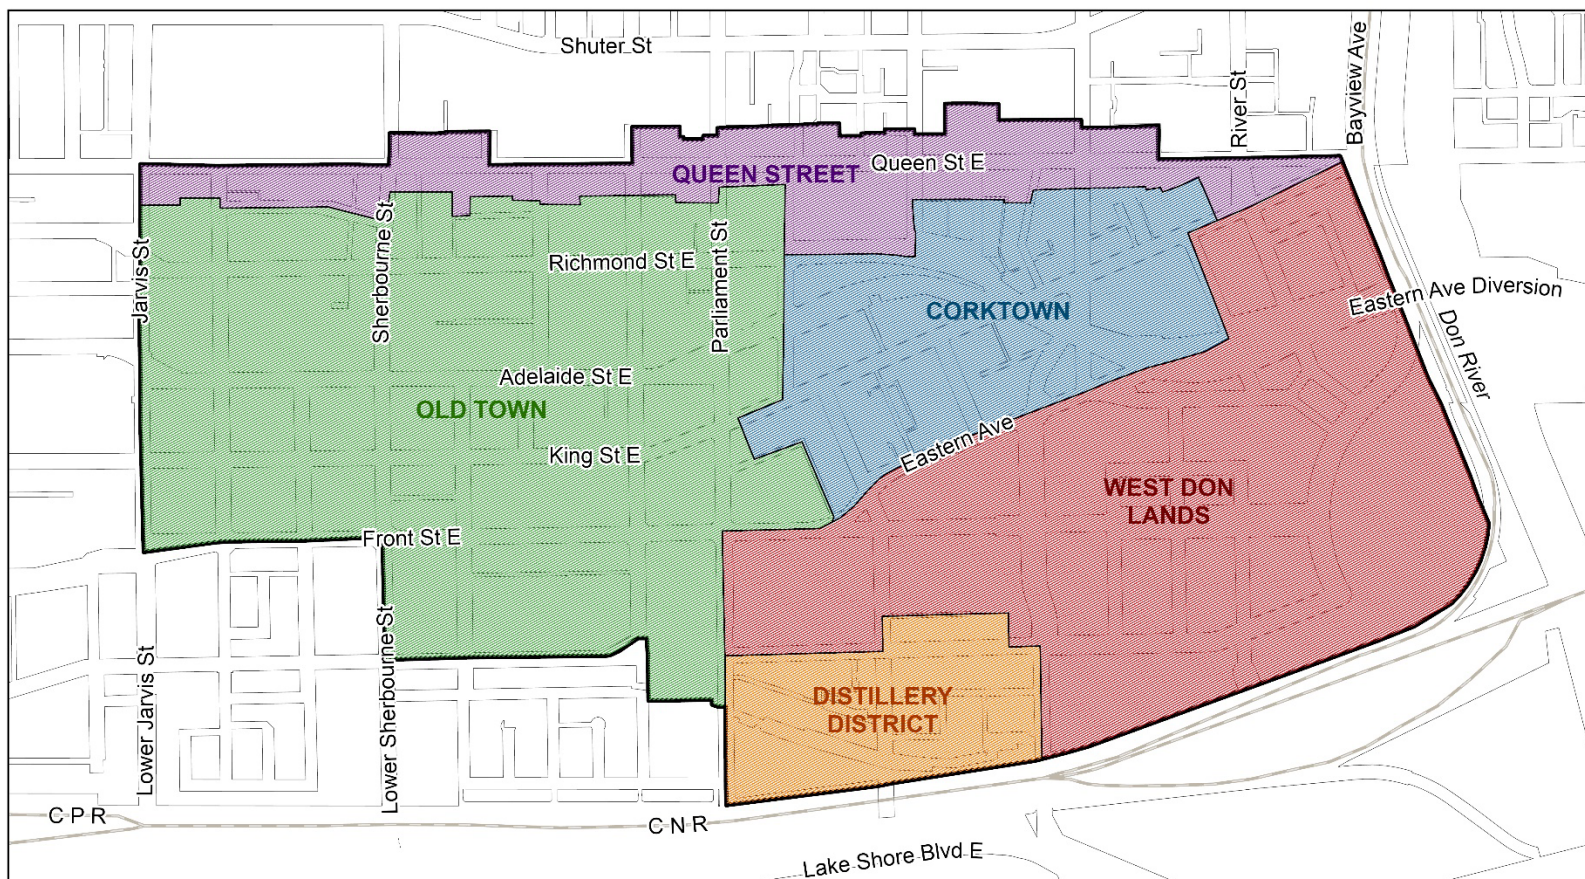 Shuter St
River St
Bayview Ave
Queen St E
QUEEN STREET
Jarvis St
Sherbourne St
Richmond St E
Parliament St
Eastern Ave Diversion
CORKTOWN
Don River
Adelaide St E
OLD TOWN
King St E
Eastern Ave
WEST DON
LANDS
Front St E
Lower Jarvis St
Lower Sherbourne St
DISTILLERY
DISTRICT
C P R
C N R
Lake Shore Blvd E